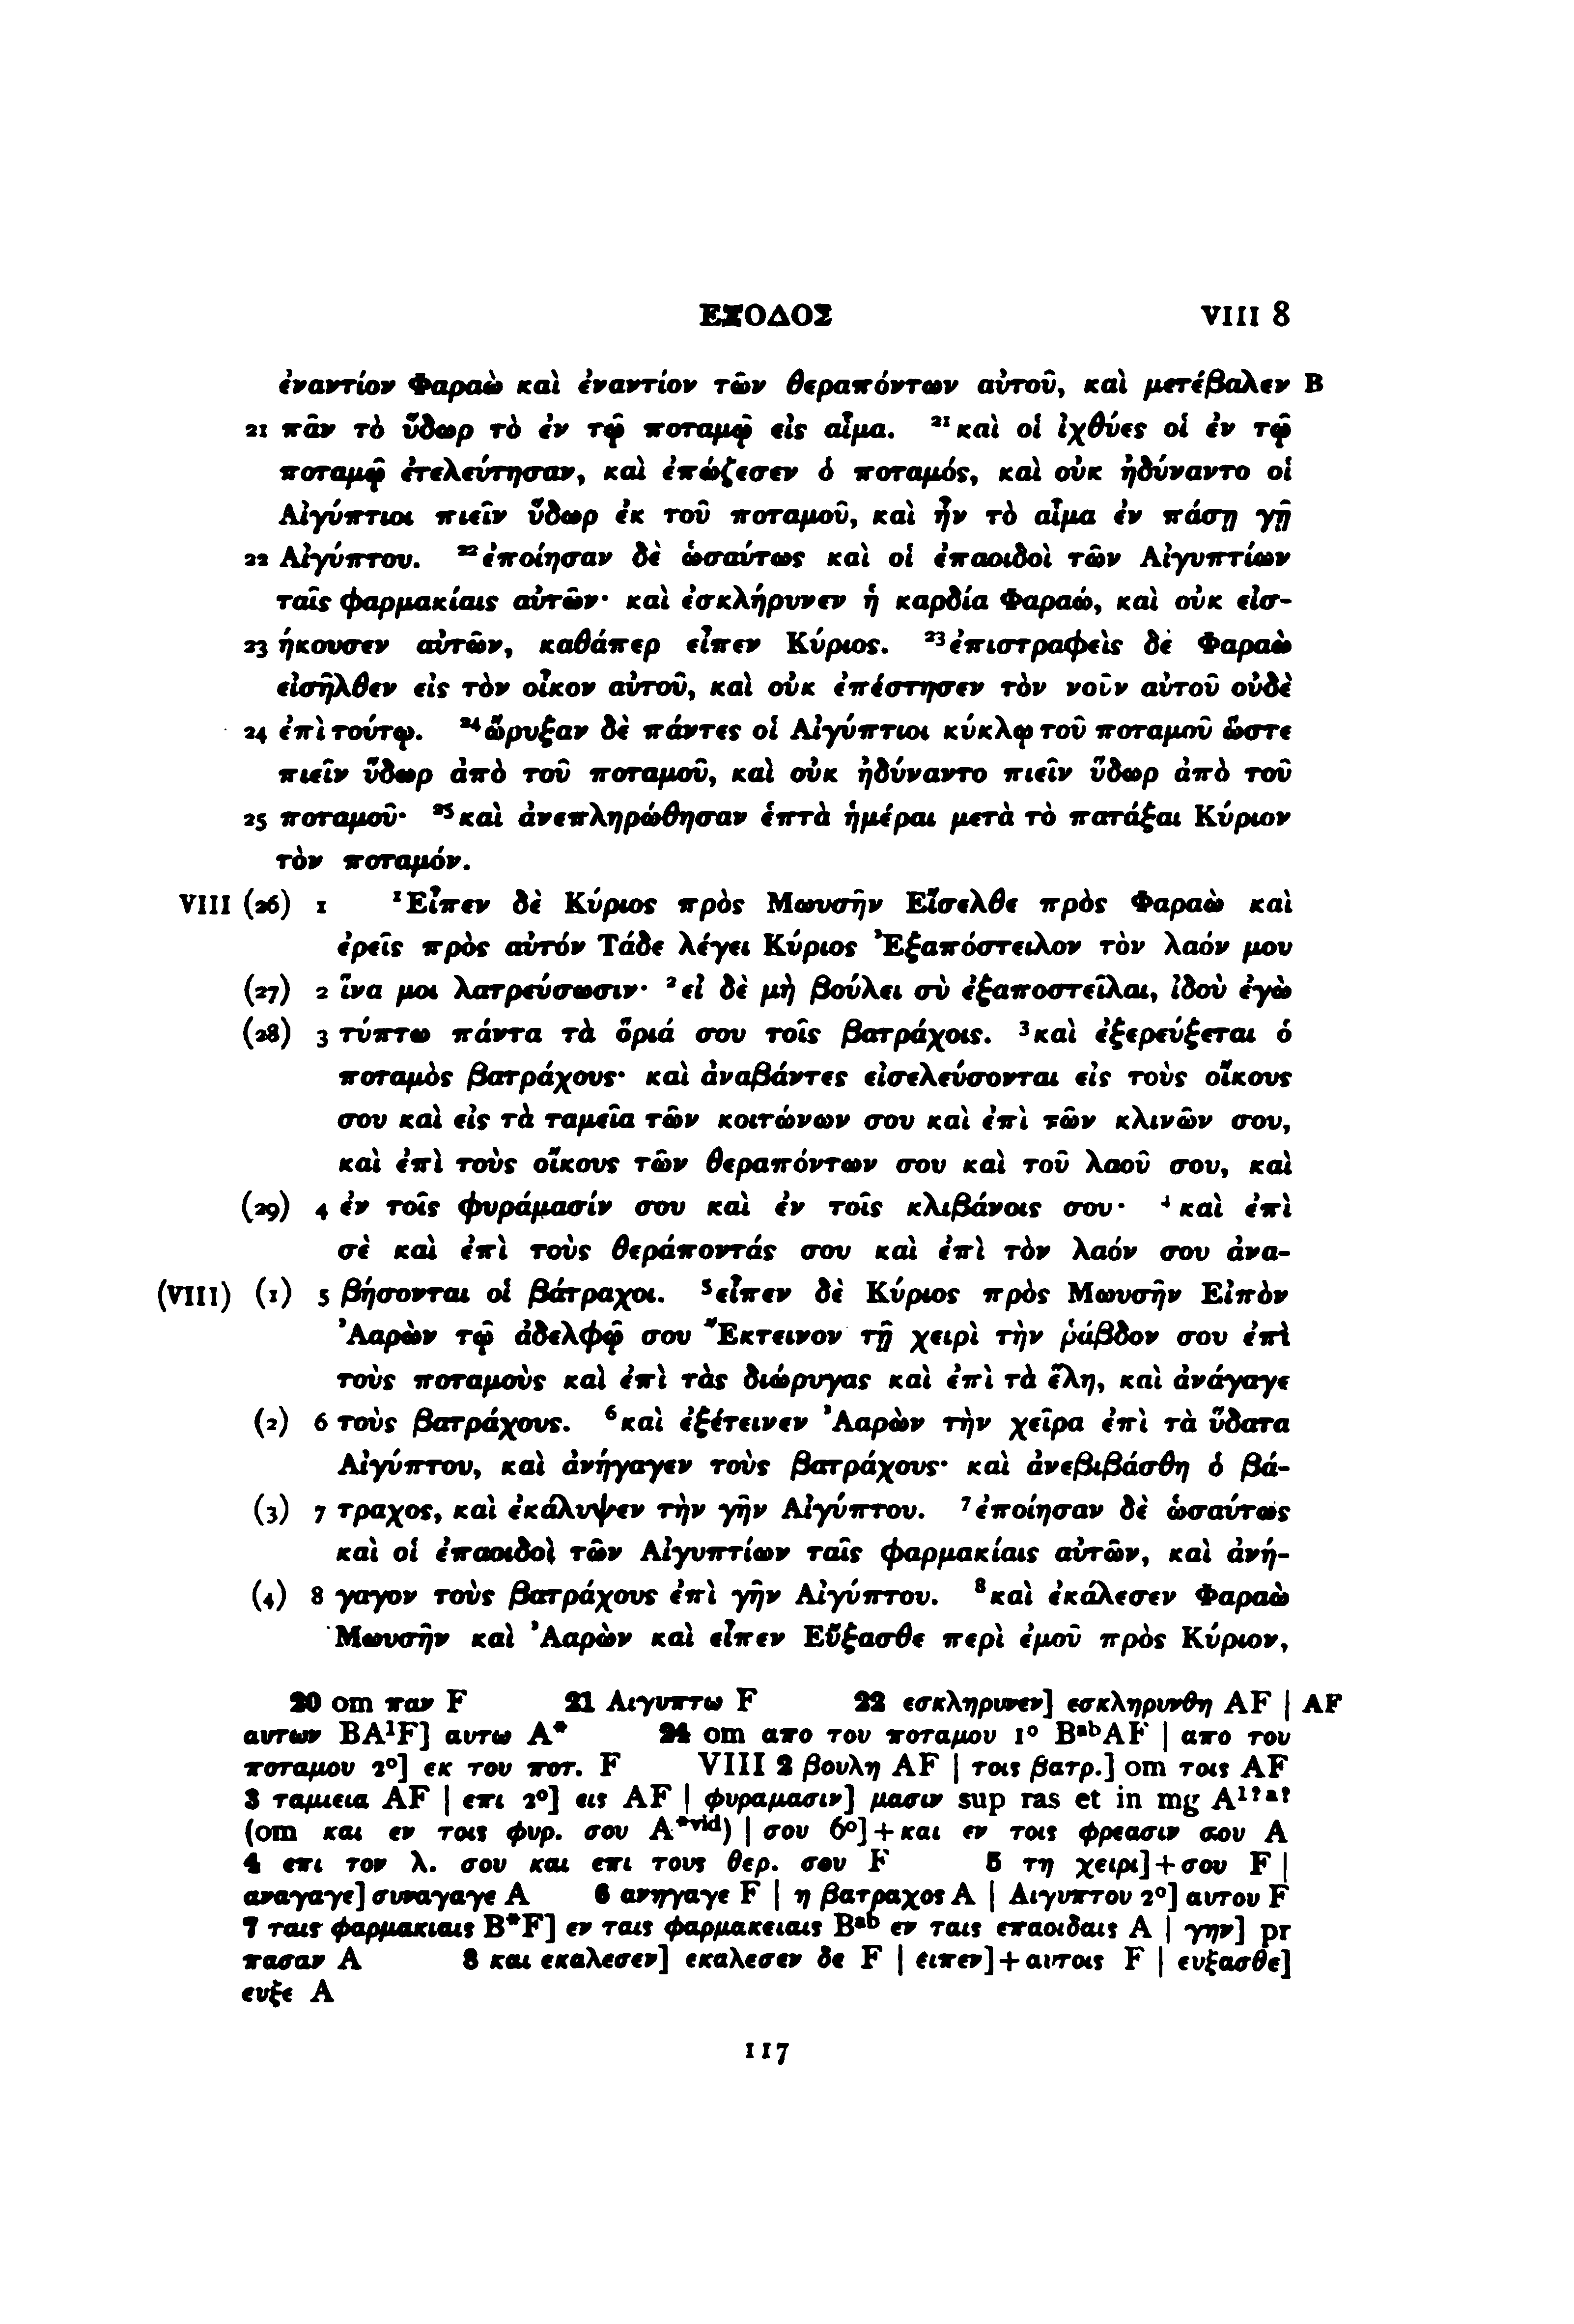 ΕΞΟΔΟΣ VIII 8
ἐναντίον Φαραὼ καὶ ἐναντίον τῶν θεραπόντων αὐτοῦ, καὶ μετέβαλεν B
21 πᾶν τὸ ὕδωρ τὸ ἐν τῷ ποταμῷ εἰς αἷμα. ²¹καὶ οἱ ἰχθύες οἱ ἐν τῷ
ποταμῷ ἐτελεύτησαν, καὶ ἐπώζεσεν ὁ ποταμός, καὶ οὐκ ἠδύναντο οἱ
Αἰγύπτιοι πιεῖν ὕδωρ ἐκ τοῦ ποταμοῦ, καὶ ἦν τὸ αἷμα ἐν πάσῃ γῇ
22 Αἰγύπτου. ²²ἐποίησαν δὲ ὡσαύτως καὶ οἱ ἐπαοιδοὶ τῶν Αἰγυπτίων
ταῖς φαρμακίαις αὐτῶν· καὶ ἐσκλήρυνεν ἡ καρδία Φαραώ, καὶ οὐκ εἰσ-
23 ήκουσεν αὐτῶν, καθάπερ εἶπεν Κύριος. ²³ἐπιστραφεὶς δὲ Φαραὼ
εἰσῆλθεν εἰς τὸν οἶκον αὐτοῦ, καὶ οὐκ ἐπέστησεν τὸν νοῦν αὐτοῦ οὐδὲ
24 ἐπὶ τούτῳ. ²⁴ὤρυξαν δὲ πάντες οἱ Αἰγύπτιοι κύκλῳ τοῦ ποταμοῦ ὥστε
πιεῖν ὕδωρ ἀπὸ τοῦ ποταμοῦ, καὶ οὐκ ἠδύναντο πιεῖν ὕδωρ ἀπὸ τοῦ
25 ποταμοῦ· ²⁵καὶ ἀνεπληρώθησαν ἑπτὰ ἡμέραι μετὰ τὸ πατάξαι Κύριον
τὸν ποταμόν.
VIII (26) 1 ¹Εἶπεν δὲ Κύριος πρὸς Μωυσῆν Εἴσελθε πρὸς Φαραὼ καὶ
ἐρεῖς πρὸς αὐτόν Τάδε λέγει Κύριος Ἐξαπόστειλον τὸν λαόν μου
(27) 2 ἵνα μοι λατρεύσωσιν· ²εἰ δὲ μὴ βούλει σὺ ἐξαποστεῖλαι, ἰδοὺ ἐγὼ
(28) 3 τύπτω πάντα τὰ ὅριά σου τοῖς βατράχοις. ³καὶ ἐξερεύξεται ὁ
ποταμὸς βατράχους· καὶ ἀναβάντες εἰσελεύσονται εἰς τοὺς οἴκους
σου καὶ εἰς τὰ ταμεῖα τῶν κοιτώνων σου καὶ ἐπὶ τῶν κλινῶν σου,
καὶ ἐπὶ τοὺς οἴκους τῶν θεραπόντων σου καὶ τοῦ λαοῦ σου, καὶ
(29) 4 ἐν τοῖς φυράμασίν σου καὶ ἐν τοῖς κλιβάνοις σου· ⁴καὶ ἐπὶ
σὲ καὶ ἐπὶ τοὺς θεράποντάς σου καὶ ἐπὶ τὸν λαόν σου ἀνα-
(VIII) (1) 5 βήσονται οἱ βάτραχοι. ⁵εἶπεν δὲ Κύριος πρὸς Μωυσῆν Εἰπὸν
Ἀαρὼν τῷ ἀδελφῷ σου Ἔκτεινον τῇ χειρὶ τὴν ῥάβδον σου ἐπὶ
τοὺς ποταμοὺς καὶ ἐπὶ τὰς διώρυγας καὶ ἐπὶ τὰ ἕλη, καὶ ἀνάγαγε
(2) 6 τοὺς βατράχους. ⁶καὶ ἐξέτεινεν Ἀαρὼν τὴν χεῖρα ἐπὶ τὰ ὕδατα
Αἰγύπτου, καὶ ἀνήγαγεν τοὺς βατράχους· καὶ ἀνεβιβάσθη ὁ βά-
(3) 7 τραχος, καὶ ἐκάλυψεν τὴν γῆν Αἰγύπτου. ⁷ἐποίησαν δὲ ὡσαύτως
καὶ οἱ ἐπαοιδοὶ τῶν Αἰγυπτίων ταῖς φαρμακίαις αὐτῶν, καὶ ἀνή-
(4) 8 γαγον τοὺς βατράχους ἐπὶ γῆν Αἰγύπτου. ⁸καὶ ἐκάλεσεν Φαραὼ
Μωυσῆν καὶ Ἀαρὼν καὶ εἶπεν Εὔξασθε περὶ ἐμοῦ πρὸς Κύριον,
20 om παν F 21 Αιγυπτω F 22 εσκληρυνεν] εσκληρυνθη AF | AF
αυτων BA¹F] αυτω A* 24 om απο του ποταμου 1º BᵃᵇAF | απο του
ποταμου 2º] εκ του ποτ. F VIII 2 βουλη AF | τοις βατρ.] om τοις AF
3 ταμιεια AF | επι 2º] εις AF | φυραμασιν] μασιν sup ras et in mg A¹ˀᵃˀ
(om και εν τοις φυρ. σου A*ᵛⁱᵈ) | σου 6º]+και εν τοις φρεασιν σου A
4 επι τον λ. σου και επι τους θερ. σου F 5 τη χειρι]+σου F |
αναγαγε] συναγαγε A 6 ανηγαγε F | η βατραχος A | Αιγυπτου 2º] αυτου F
7 ταις φαρμακιαις B*F] εν ταις φαρμακειαις Bᵃᵇ εν ταις επαοιδαις A | γην] pr
πασαν A 8 και εκαλεσεν] εκαλεσεν δε F | ειπεν]+αυτοις F | ευξασθε]
ευξε A
117